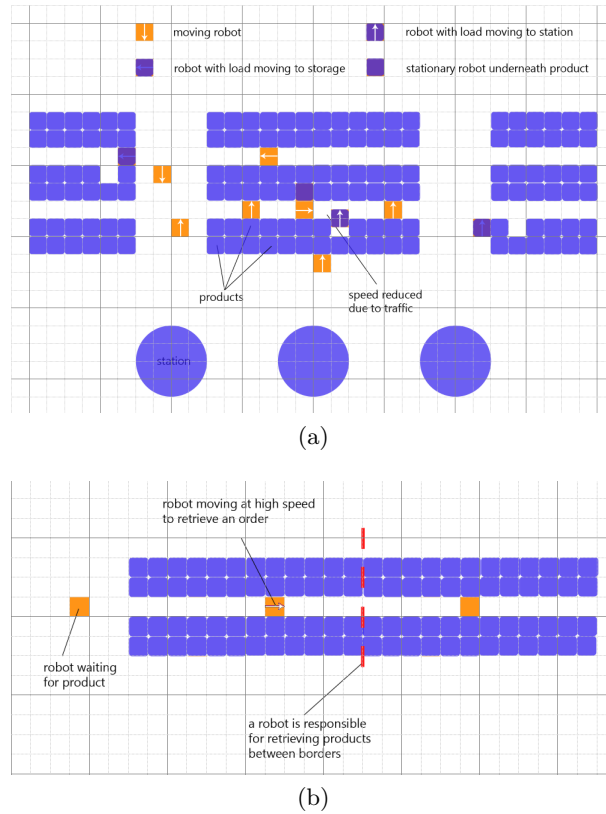 moving robot
robot with load moving to station
robot with load moving to storage
stationary robot underneath product
products
speed reduced
due to traffic
station
(a)
robot moving at high speed
to retrieve an order
robot waiting
for product
a robot is responsible
for retrieving products
between borders
(b)